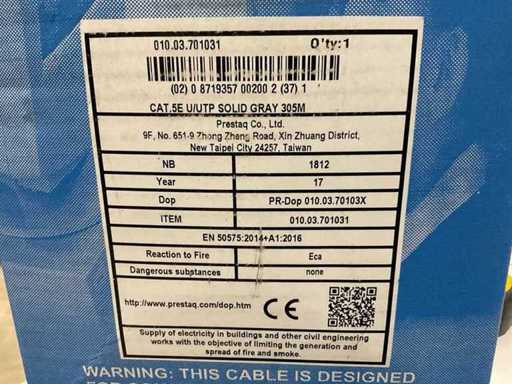 010.03.701031 Q'ty:1
(02) 0 8719357 00200 2 (37) 1
CAT.5E U/UTP SOLID GRAY 305M
Prestaq Co., Ltd.
9F, No. 651-9 Zhong Zheng Road, Xin Zhuang District,
New Taipei City 24257, Taiwan
NB 1812
Year 17
Dop PR-Dop 010.03.70103X
ITEM 010.03.701031
EN 50575:2014+A1:2016
Reaction to Fire Eca
Dangerous substances none
http://www.prestaq.com/dop.htm CE
Supply of electricity in buildings and other civil engineering
works with the objective of limiting the generation and
spread of fire and smoke.
WARNING: THIS CABLE IS DESIGNED